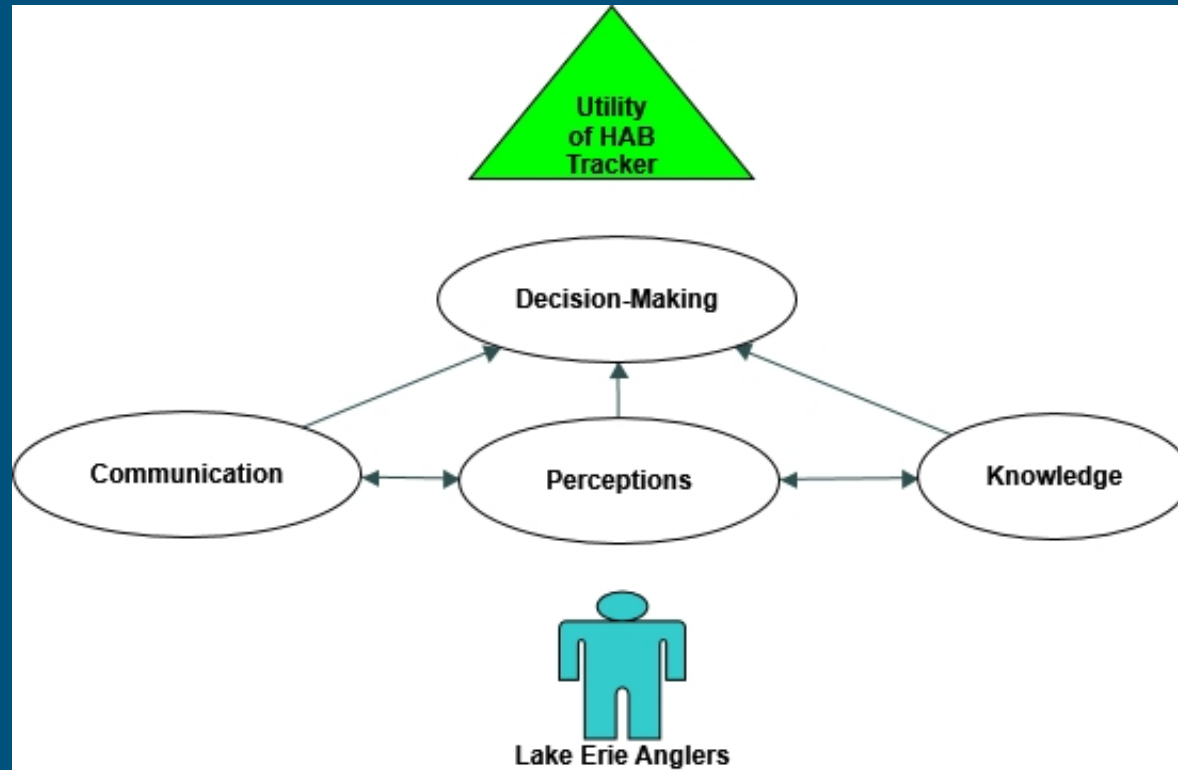 Utility
of HAB
Tracker
Decision-Making
Communication
Perceptions
Knowledge
Lake Erie Anglers